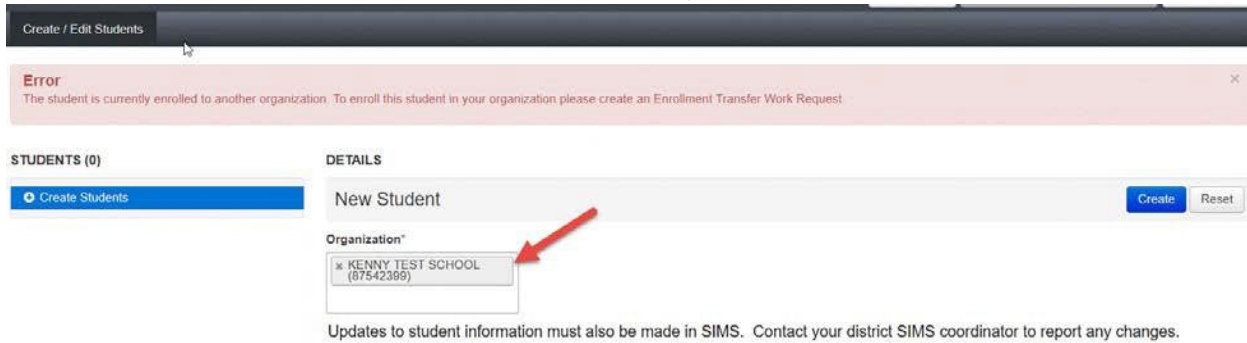 Create / Edit Students
Error
The student is currently enrolled to another organization. To enroll this student in your organization please create an Enrollment Transfer Work Request
STUDENTS (0)
DETAILS
Create Students
New Student
Create
Reset
Organization*
KENNY TEST SCHOOL
(87542399)
Updates to student information must also be made in SIMS. Contact your district SIMS coordinator to report any changes.